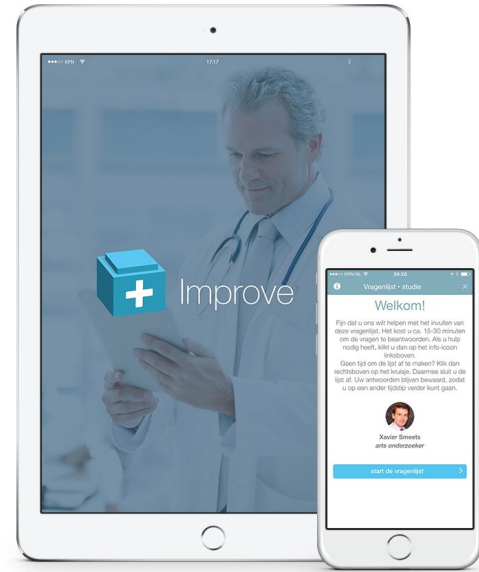 KPN
17:17
Improve
KPN NL
20:26
Vragenlijst • studie
Welkom!
Fijn dat u ons wilt helpen met het invullen van
deze vragenlijst. Het kost u ca. 15-30 minuten
om de vragen te beantwoorden. Als u hulp
nodig heeft, klikt u dan op het info-icoon
linksboven.
Geen tijd om de lijst af te maken? Klik dan
rechtsboven op het kruisje. Daarmee sluit u de
lijst af. Uw antwoorden blijven bewaard, zodat
u op een ander tijdstip verder kunt gaan.
Xavier Smeets
arts onderzoeker
start de vragenlijst